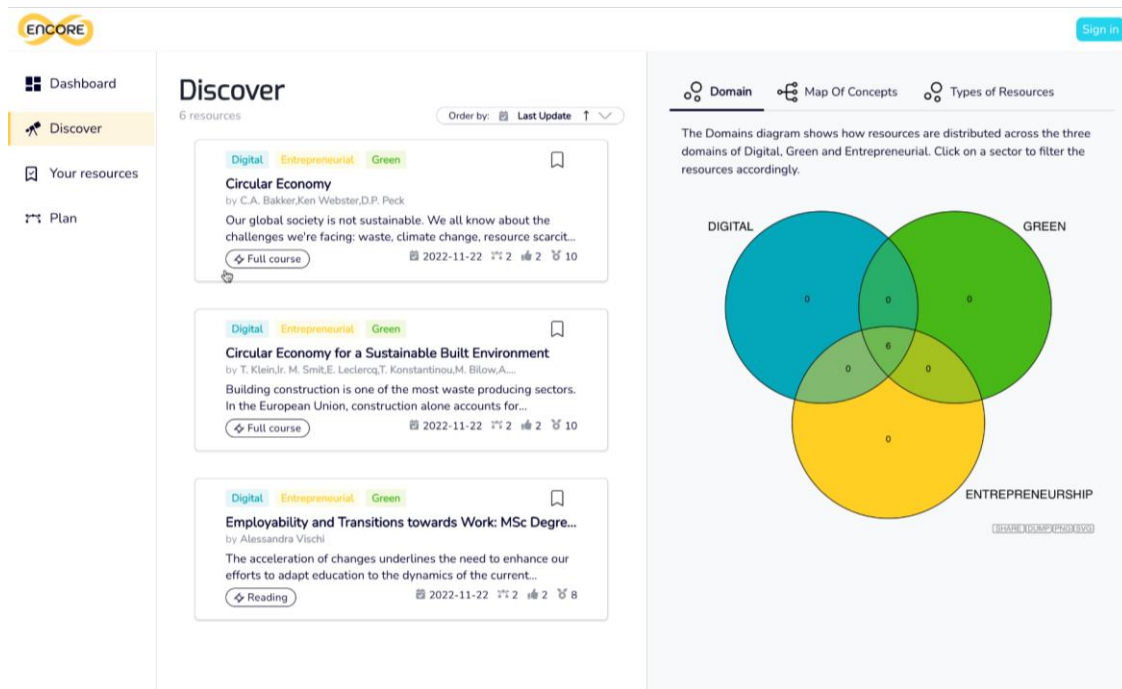 ENCORE
Sign in
Dashboard
Discover
Your resources
Plan
Discover
6 resources
Order by: Last Update
Digital Entrepreneurial Green
Circular Economy
by C.A. Bakker,Ken Webster,D.P. Peck
Our global society is not sustainable. We all know about the
challenges we're facing: waste, climate change, resource scarcit...
Full course 2022-11-22 2 2 10
Digital Entrepreneurial Green
Circular Economy for a Sustainable Built Environment
by T. Klein,Ir. M. Smit,E. Leclercq,T. Konstantinou,M. Bilow,A....
Building construction is one of the most waste producing sectors.
In the European Union, construction alone accounts for...
Full course 2022-11-22 2 2 10
Digital Entrepreneurial Green
Employability and Transitions towards Work: MSc Degre...
by Alessandra Vischi
The acceleration of changes underlines the need to enhance our
efforts to adapt education to the dynamics of the current...
Reading 2022-11-22 2 2 8
Domain Map Of Concepts Types of Resources
The Domains diagram shows how resources are distributed across the three
domains of Digital, Green and Entrepreneurial. Click on a sector to filter the
resources accordingly.
DIGITAL GREEN
0 0 0
6
0 0
0
ENTREPRENEURSHIP
SHARE DUMP PNG SVG